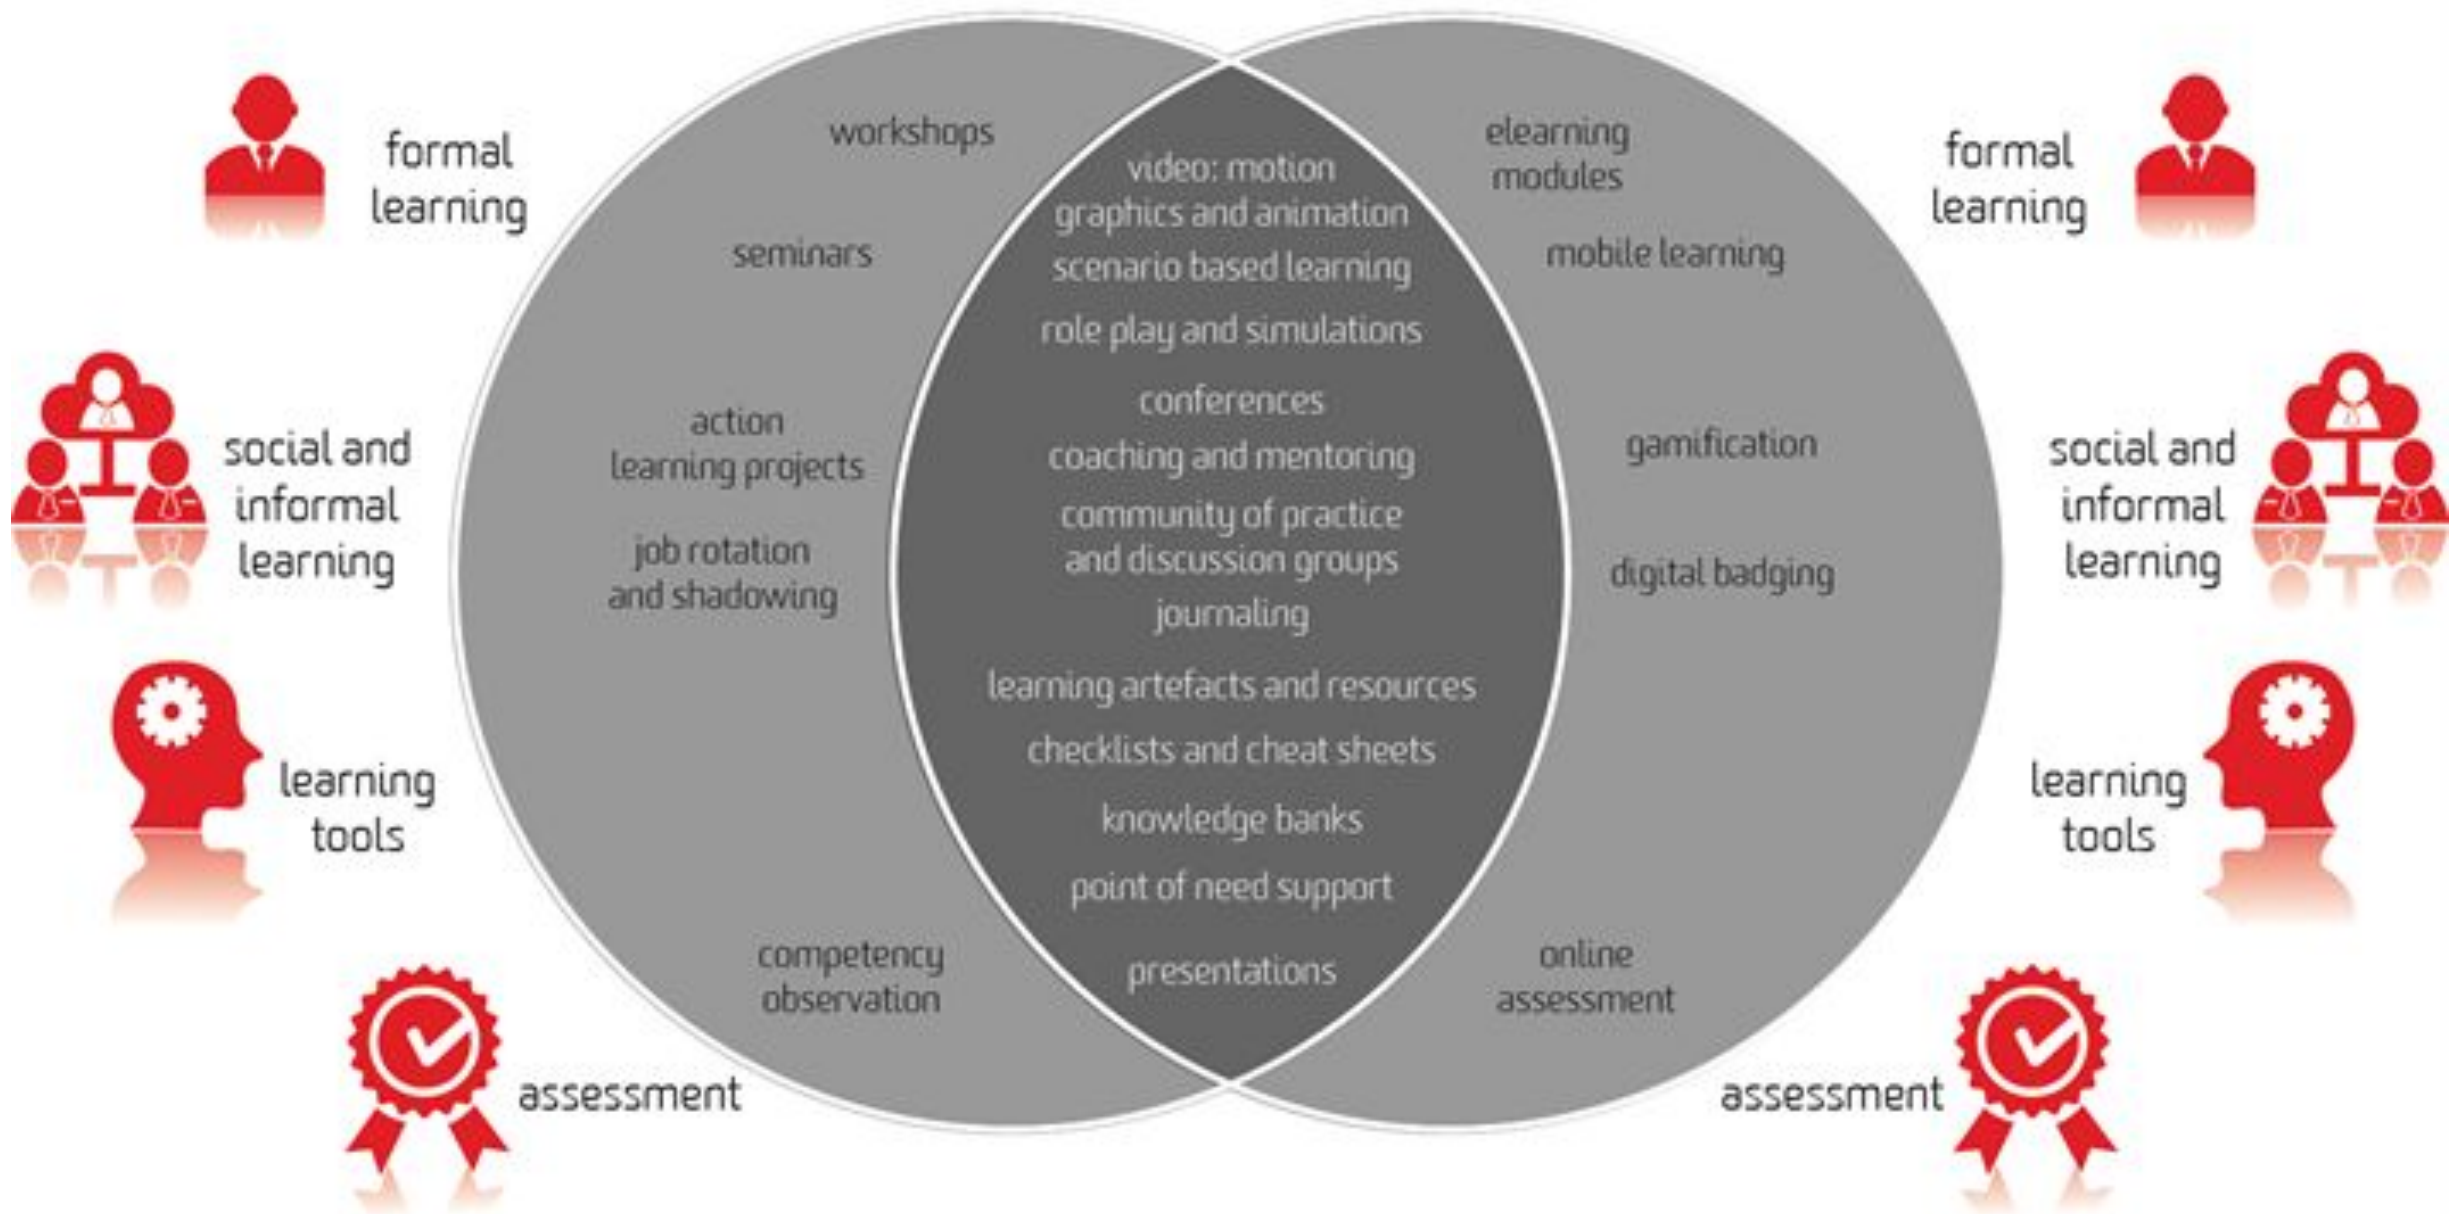 formal
learning
social and
informal
learning
learning
tools
assessment
workshops
seminars
action
learning projects
job rotation
and shadowing
competency
observation
video: motion
graphics and animation
scenario based learning
role play and simulations
conferences
coaching and mentoring
community of practice
and discussion groups
journaling
learning artefacts and resources
checklists and cheat sheets
knowledge banks
point of need support
presentations
elearning
modules
mobile learning
gamification
digital badging
online
assessment
formal
learning
social and
informal
learning
learning
tools
assessment